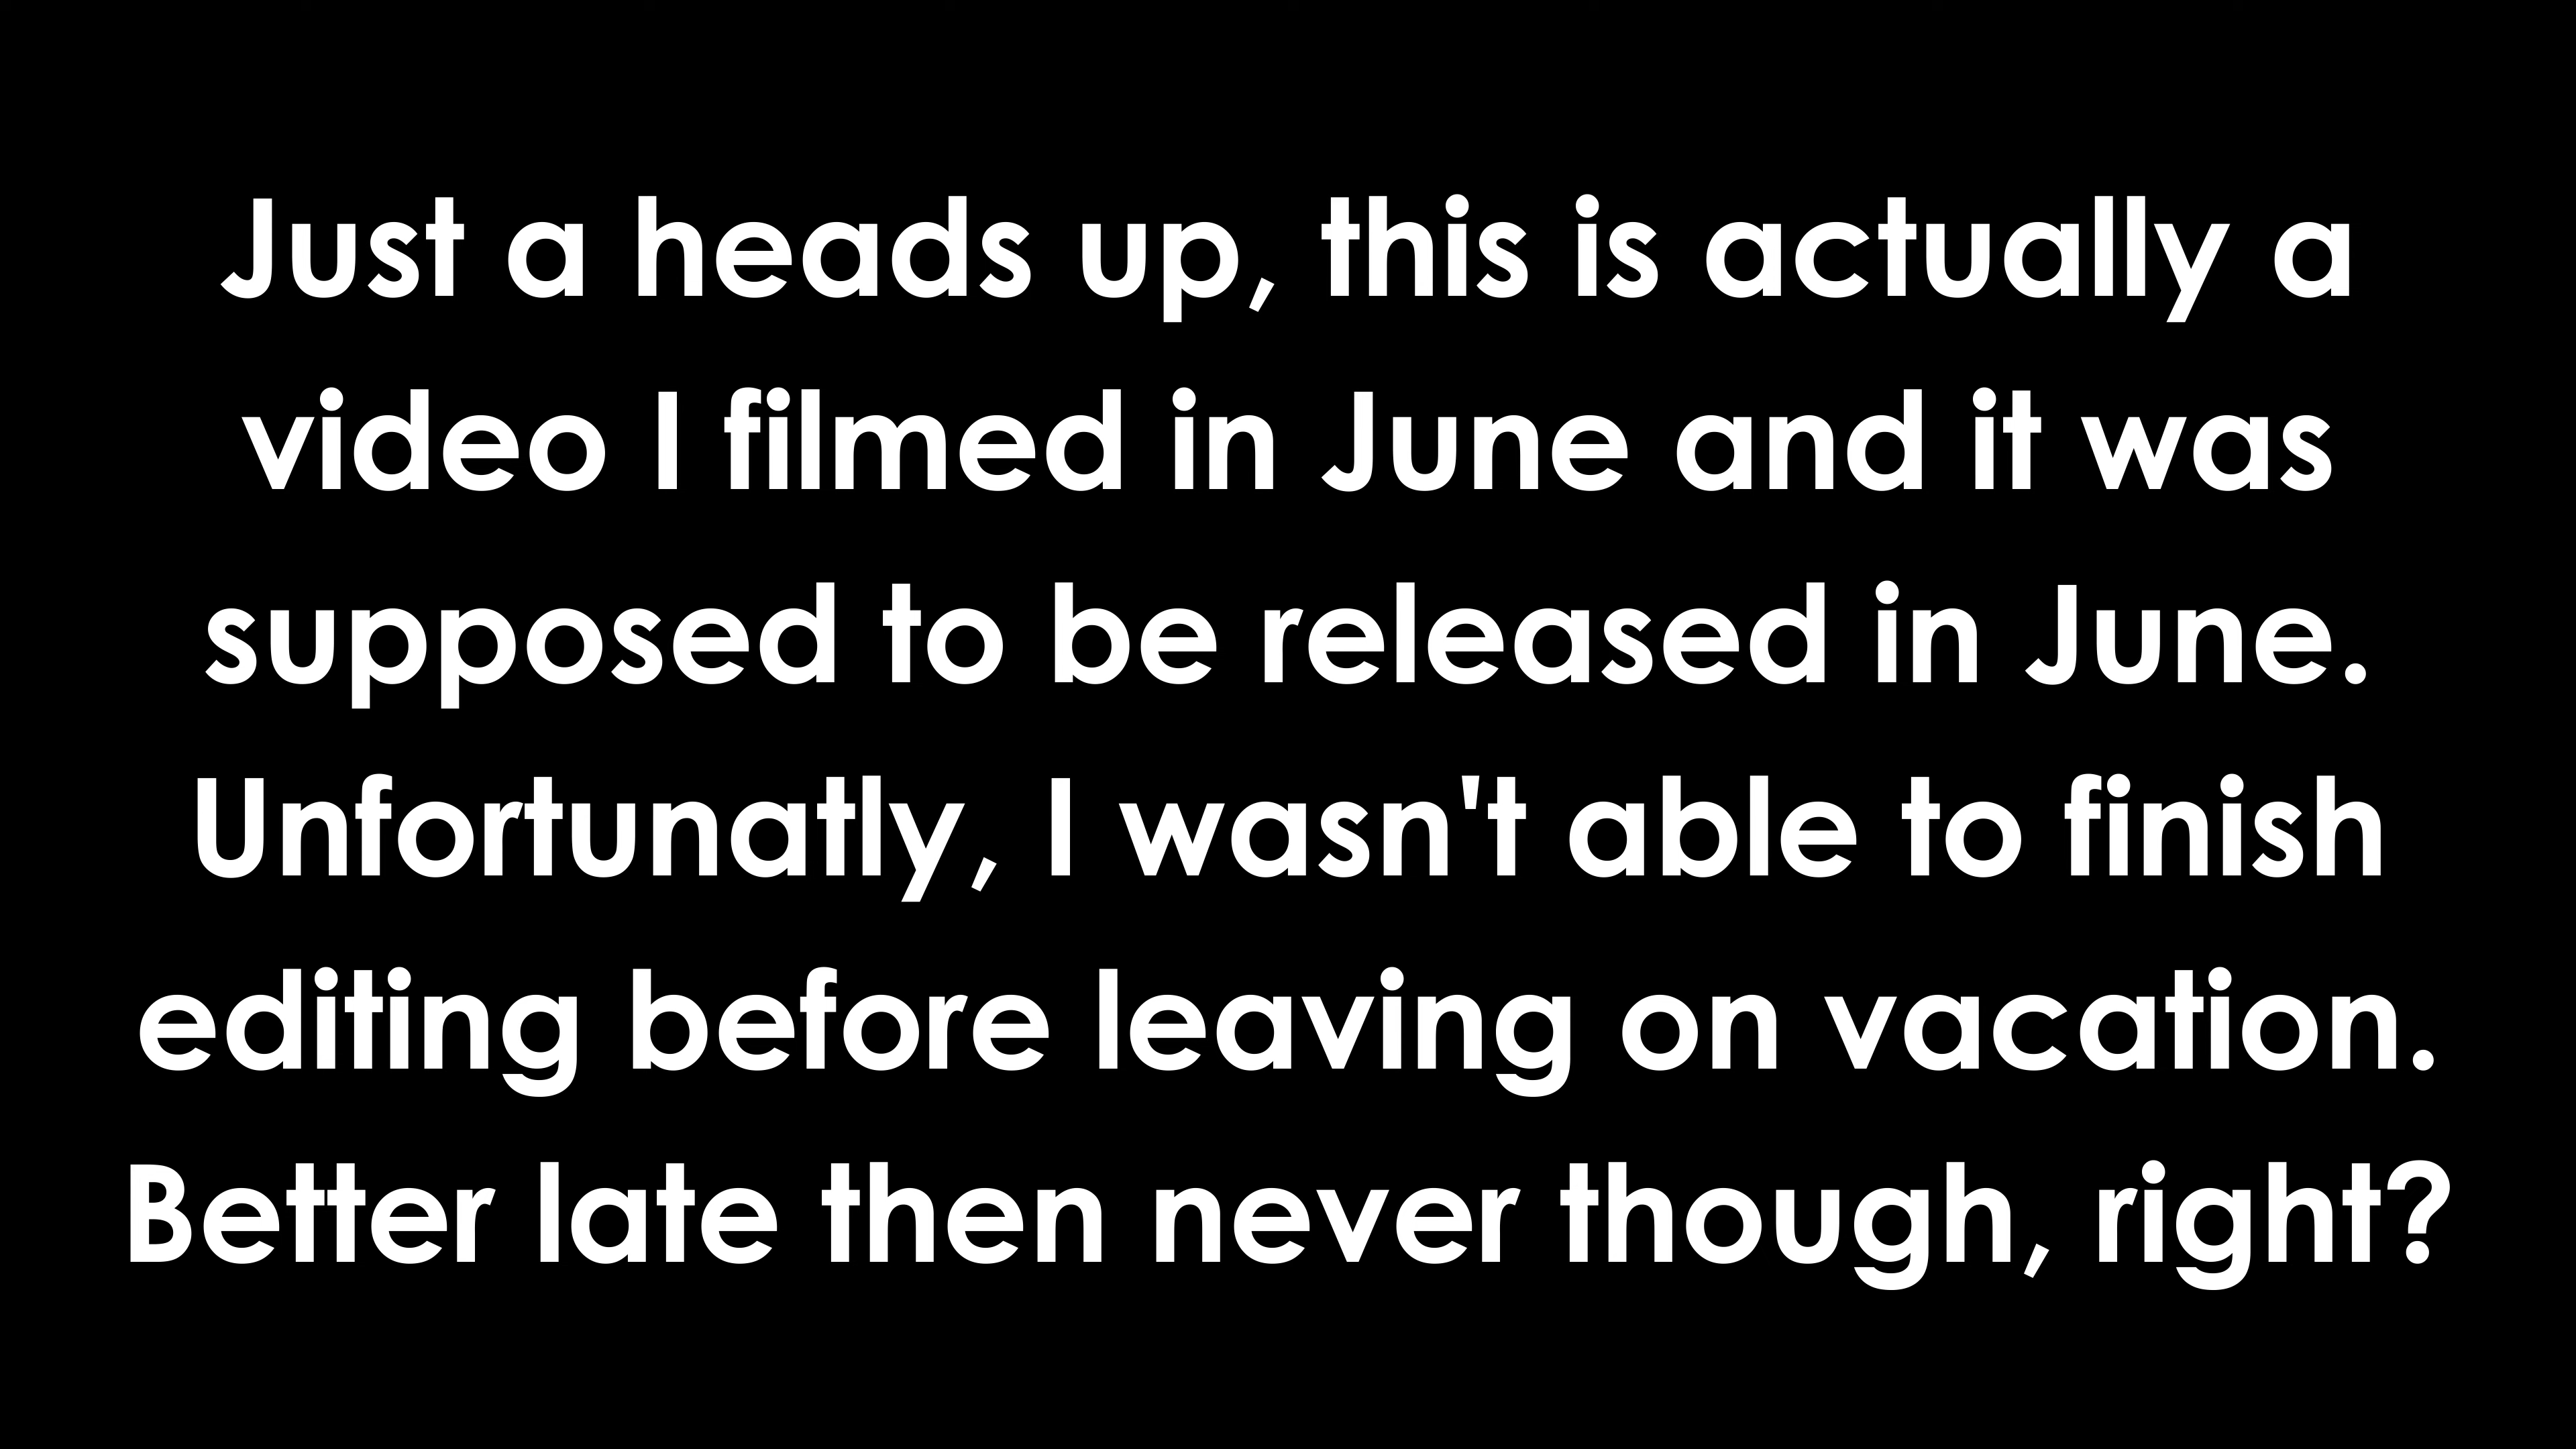 Just a heads up, this is actually a
video I filmed in June and it was
supposed to be released in June.
Unfortunatly, I wasn't able to finish
editing before leaving on vacation.
Better late then never though, right?